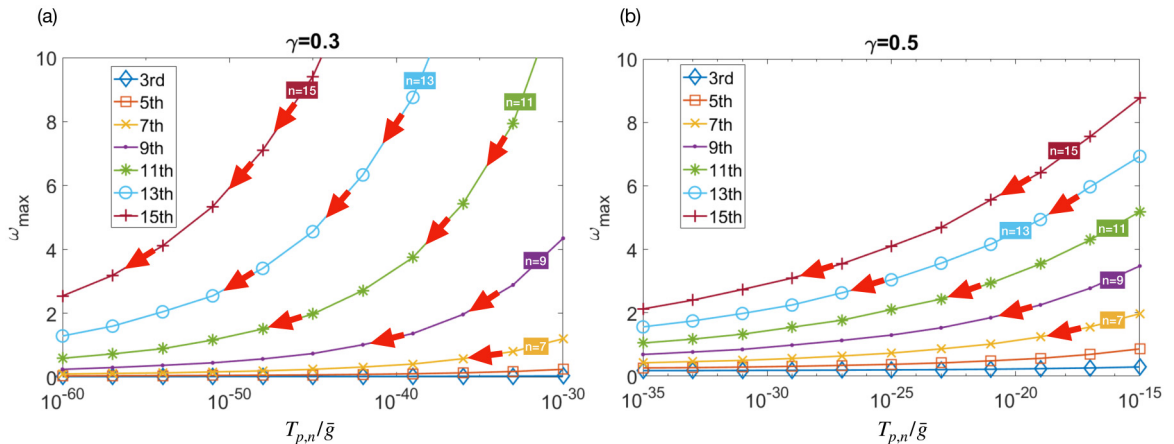 (a)
γ=0.3
10
8
6
4
2
0
ω_max
3rd
5th
7th
9th
11th
13th
15th
n=15
n=13
n=11
n=9
n=7
10^-60
10^-50
10^-40
10^-30
T_p,n/ḡ
(b)
γ=0.5
10
8
6
4
2
0
ω_max
3rd
5th
7th
9th
11th
13th
15th
n=15
n=13
n=11
n=9
n=7
10^-35
10^-30
10^-25
10^-20
10^-15
T_p,n/ḡ